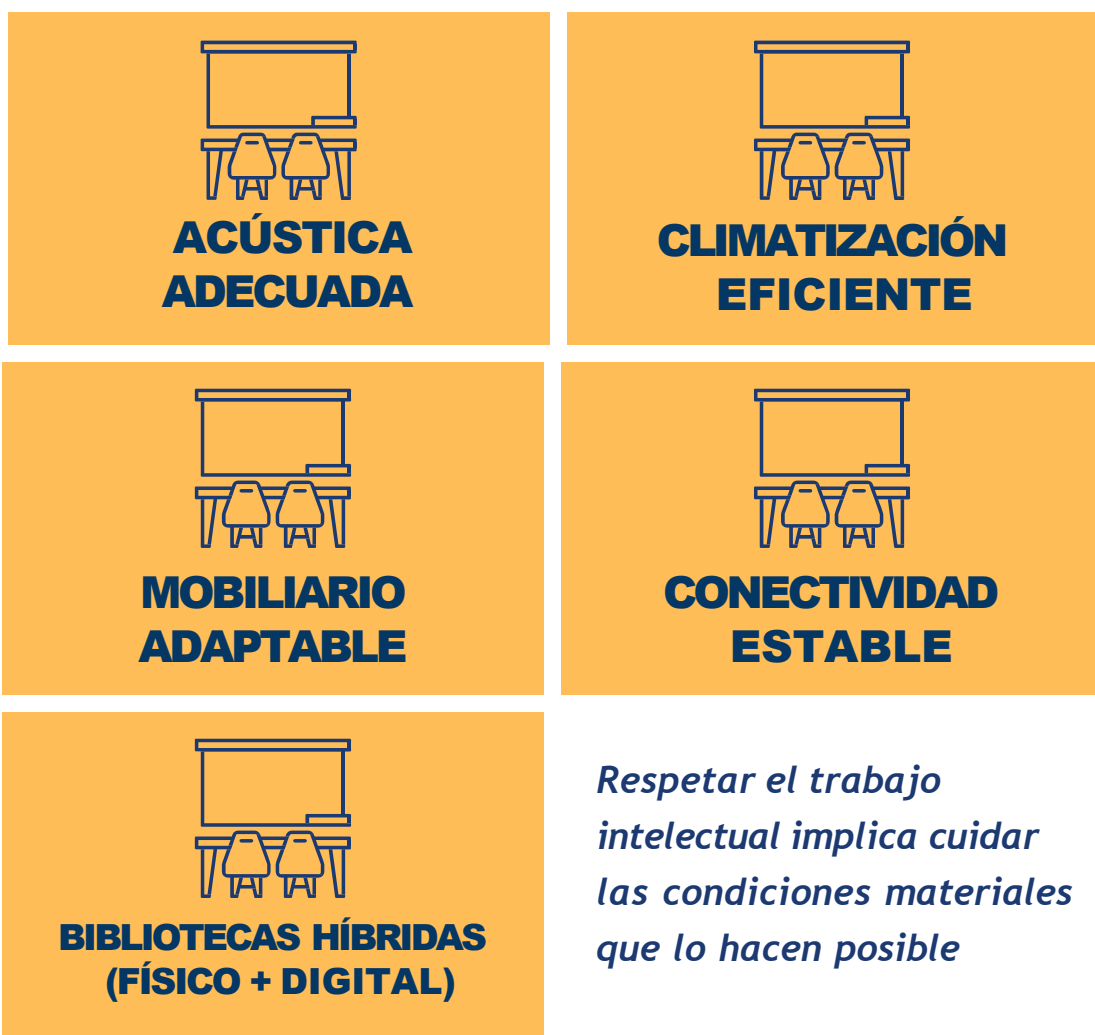 ACÚSTICA
ADECUADA
CLIMATIZACIÓN
EFICIENTE
MOBILIARIO
ADAPTABLE
CONECTIVIDAD
ESTABLE
BIBLIOTECAS HÍBRIDAS
(FÍSICO + DIGITAL)
Respetar el trabajo
intelectual implica cuidar
las condiciones materiales
que lo hacen posible